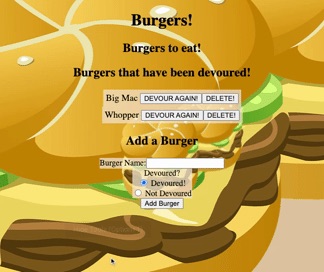 Burgers!
Burgers to eat!
Burgers that have been devoured!
Big Mac DEVOUR AGAIN! DELETE!
Whopper DEVOUR AGAIN! DELETE!
Add a Burger
Burger Name:
Devoured?
Devoured!
Not Devoured
Add Burger